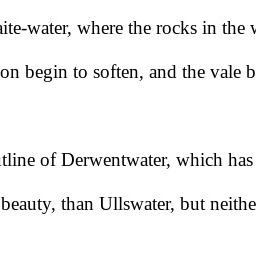 aite-water, where the rocks in the
on begin to soften, and the vale b
tline of Derwentwater, which has
beauty, than Ullswater, but neithe